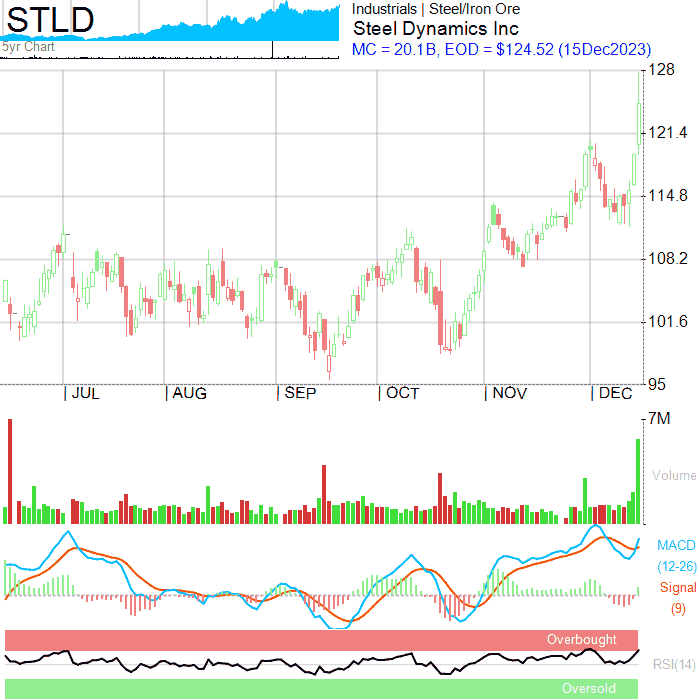 STLD
5yr Chart
Industrials | Steel/Iron Ore
Steel Dynamics Inc
MC = 20.1B, EOD = $124.52 (15Dec2023)
128
121.4
114.8
108.2
101.6
95
JUL
AUG
SEP
OCT
NOV
DEC
7M
Volume
MACD
(12-26)
Signal
(9)
Overbought
RSI(14)
Oversold